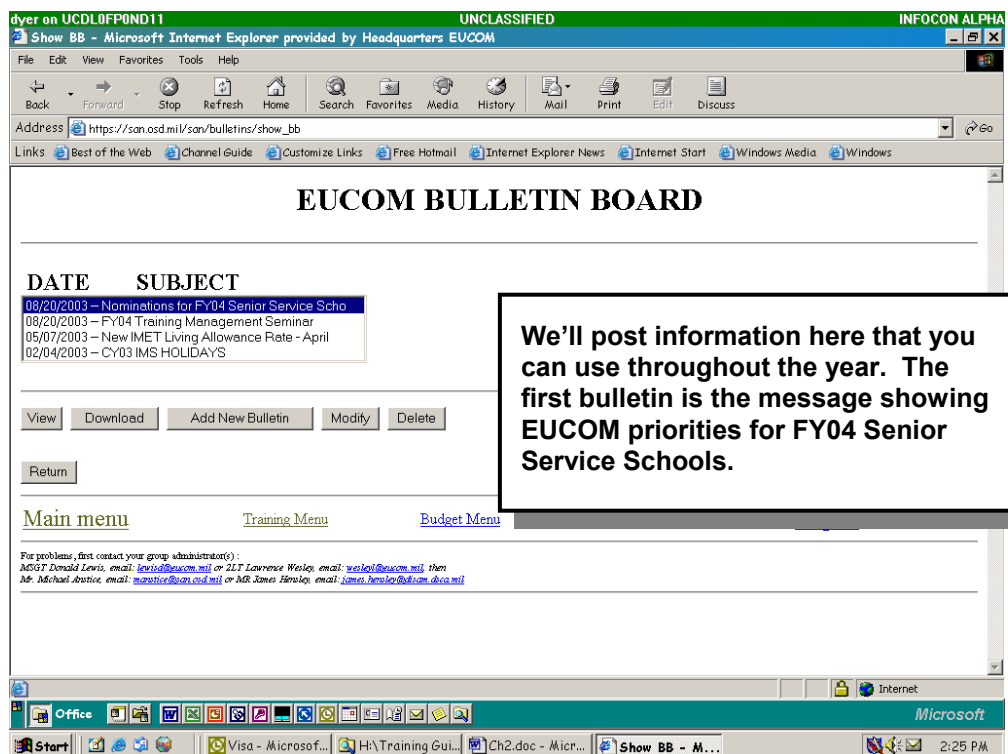 dyer on UCDL0FP0ND11 UNCLASSIFIED INFOCON ALPHA
Show BB - Microsoft Internet Explorer provided by Headquarters EUCOM
File Edit View Favorites Tools Help
Back Forward Stop Refresh Home Search Favorites Media History Mail Print Edit Discuss
Address https://san.osd.mil/san/bulletins/show_bb Go
Links Best of the Web Channel Guide Customize Links Free Hotmail Internet Explorer News Internet Start Windows Media Windows
EUCOM BULLETIN BOARD
DATE SUBJECT
08/20/2003 – Nominations for FY04 Senior Service Scho
08/20/2003 – FY04 Training Management Seminar
05/07/2003 – New IMET Living Allowance Rate - April
02/04/2003 – CY03 IMS HOLIDAYS
We'll post information here that you
can use throughout the year. The
first bulletin is the message showing
EUCOM priorities for FY04 Senior
Service Schools.
View Download Add New Bulletin Modify Delete
Return
Main menu Training Menu Budget Menu
For problems, first contact your group administrator(s) :
MSGT Donald Lewis, email: lewisd@eucom.mil or 2LT Lawrence Wesley, email: wesleyl@eucom.mil, then
Mr. Michael Anstice, email: manstice@san.osd.mil or MR James Hensley, email: james.hensley@disam.dsca.mil
Internet
Office Microsoft
Start Visa - Microsof... H:\Training Gui... Ch2.doc - Micr... Show BB - M... 2:25 PM